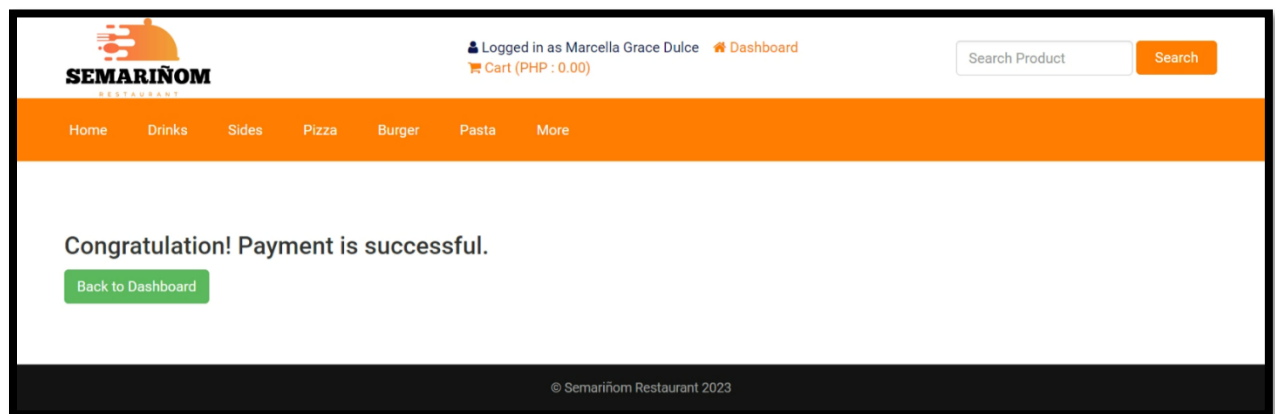 SEMARIÑOM
RESTAURANT
Logged in as Marcella Grace Dulce Dashboard
Cart (PHP : 0.00)
Search Product Search
Home Drinks Sides Pizza Burger Pasta More
Congratulation! Payment is successful.
Back to Dashboard
© Semariñom Restaurant 2023